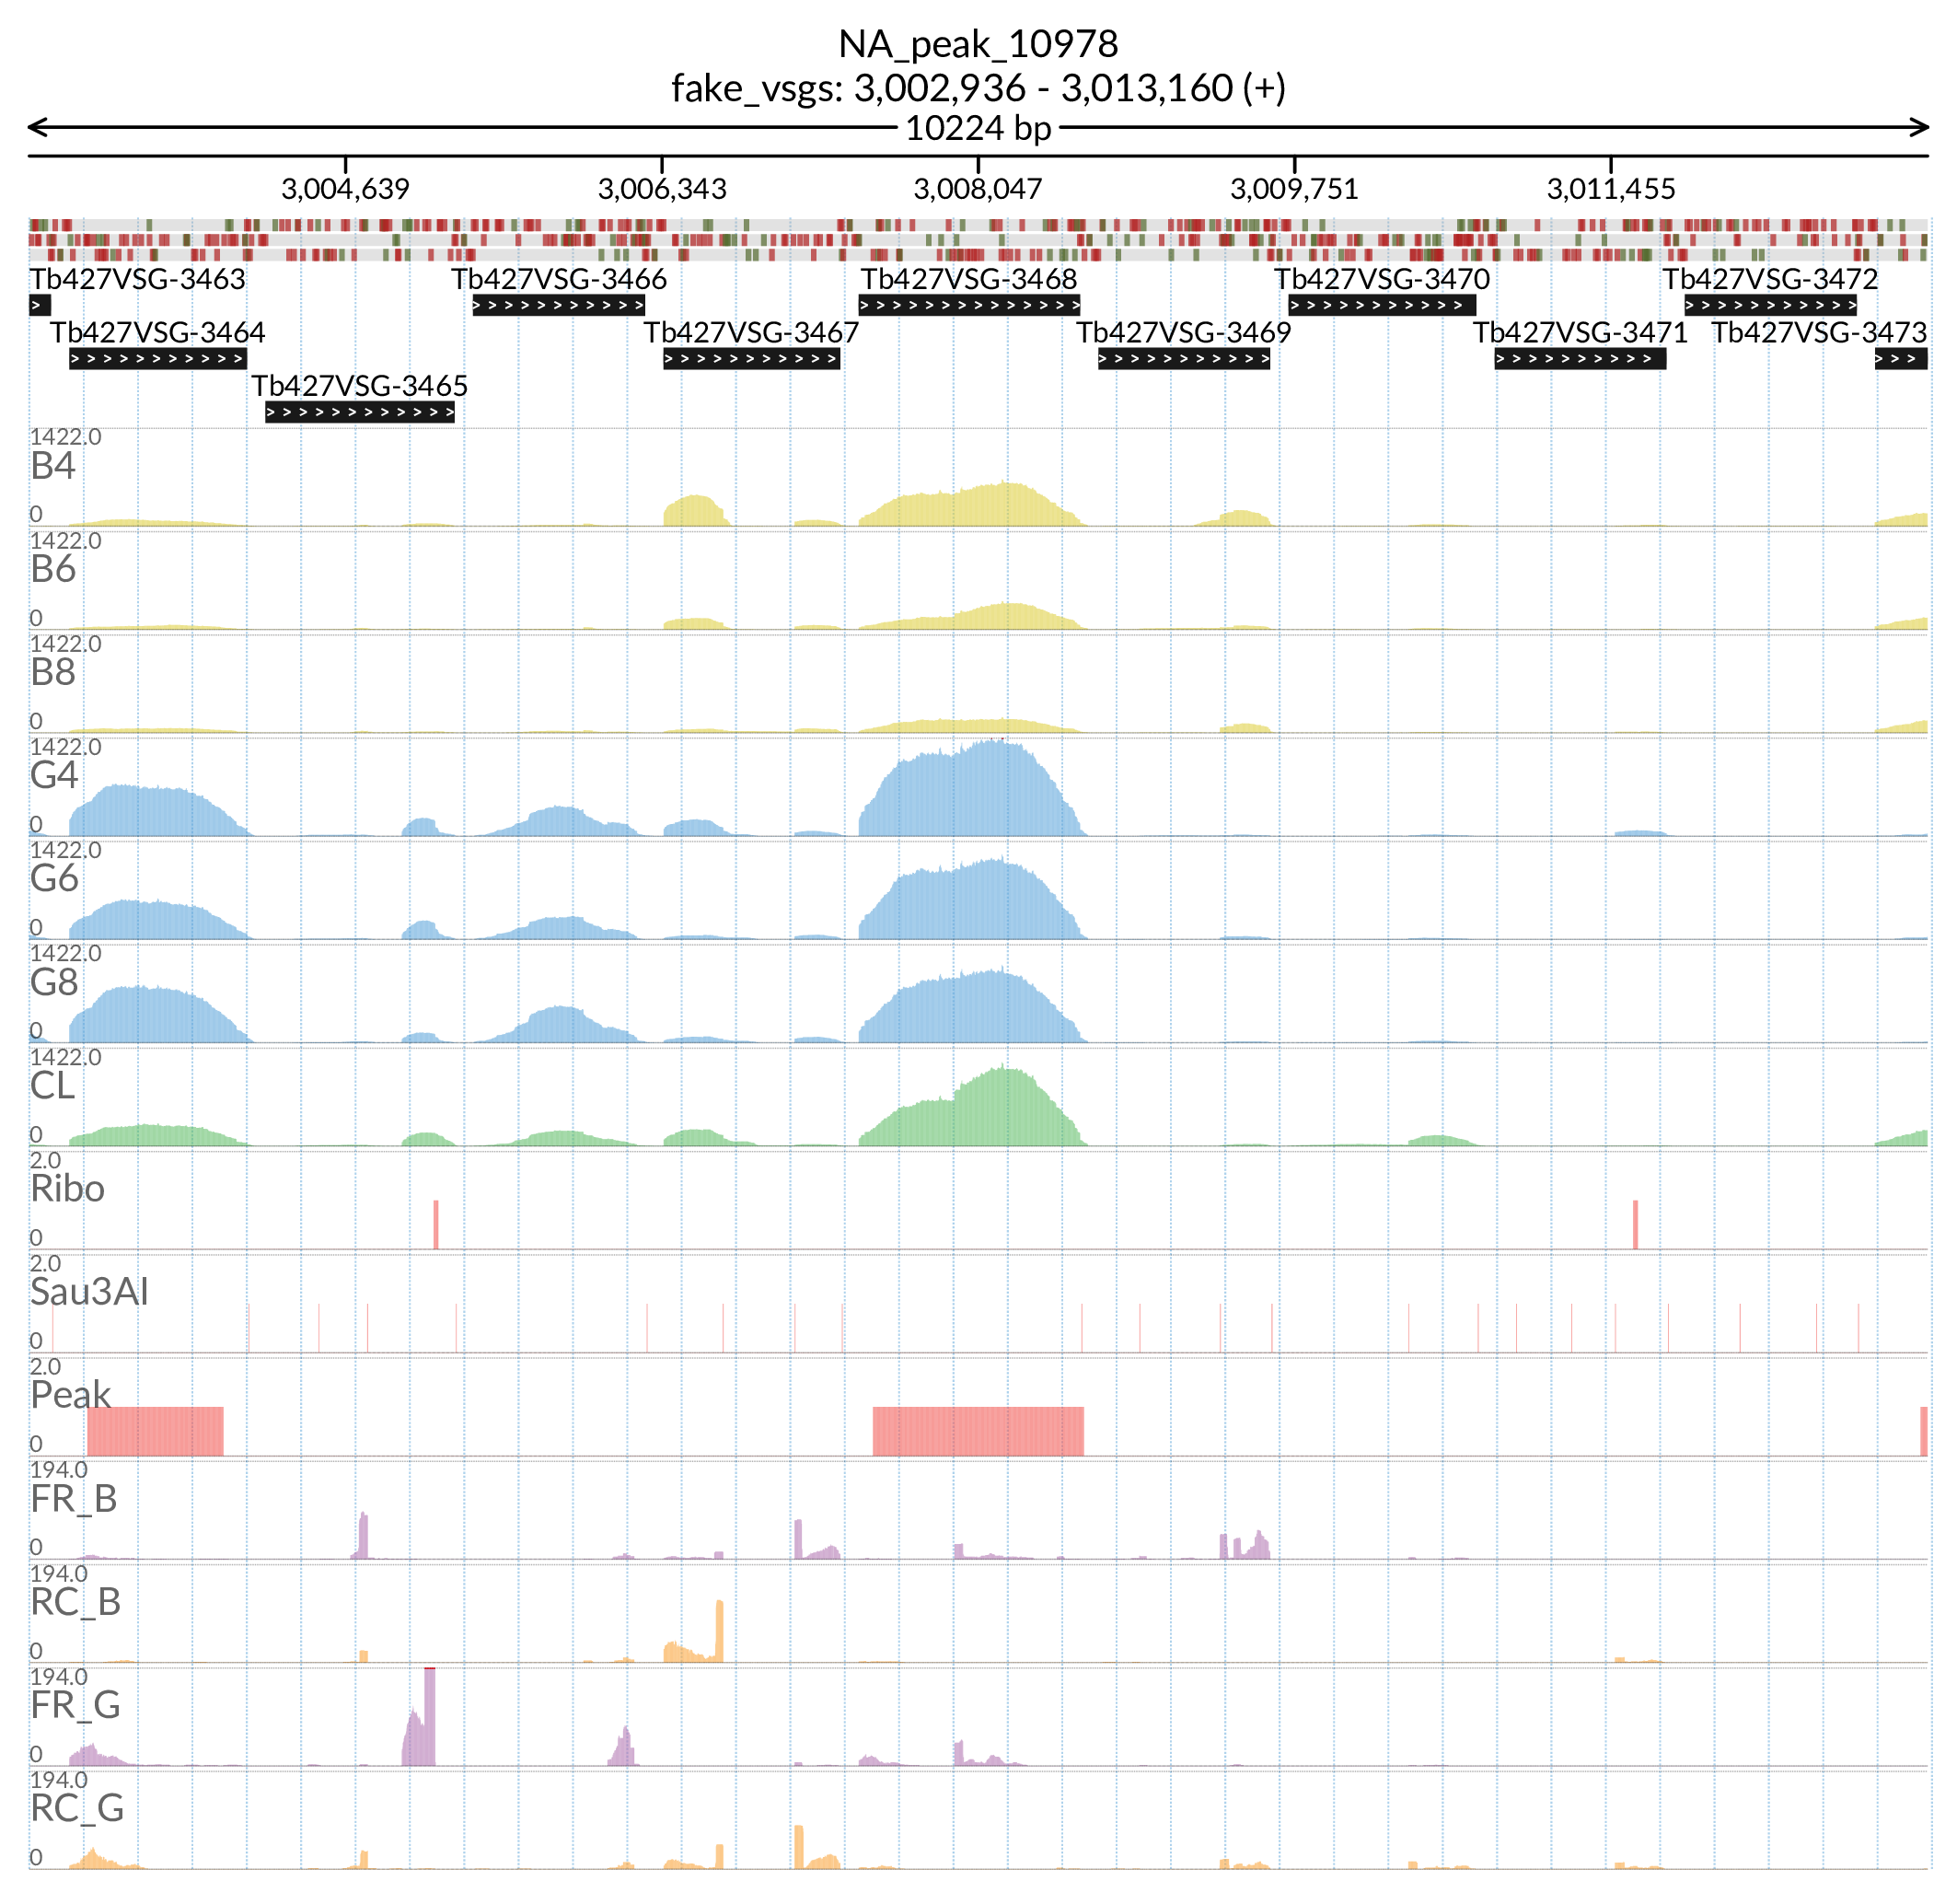 NA_peak_10978
fake_vsgs: 3,002,936 - 3,013,160 (+)
10224 bp
3,004,639 3,006,343 3,008,047 3,009,751 3,011,455
Tb427VSG-3463 Tb427VSG-3466 Tb427VSG-3468 Tb427VSG-3470 Tb427VSG-3472
Tb427VSG-3464 Tb427VSG-3467 Tb427VSG-3469 Tb427VSG-3471 Tb427VSG-3473
Tb427VSG-3465
1422.0
B4
0
1422.0
B6
0
1422.0
B8
0
1422.0
G4
0
1422.0
G6
0
1422.0
G8
0
1422.0
CL
0
2.0
Ribo
0
2.0
Sau3AI
0
2.0
Peak
0
194.0
FR_B
0
194.0
RC_B
0
194.0
FR_G
0
194.0
RC_G
0